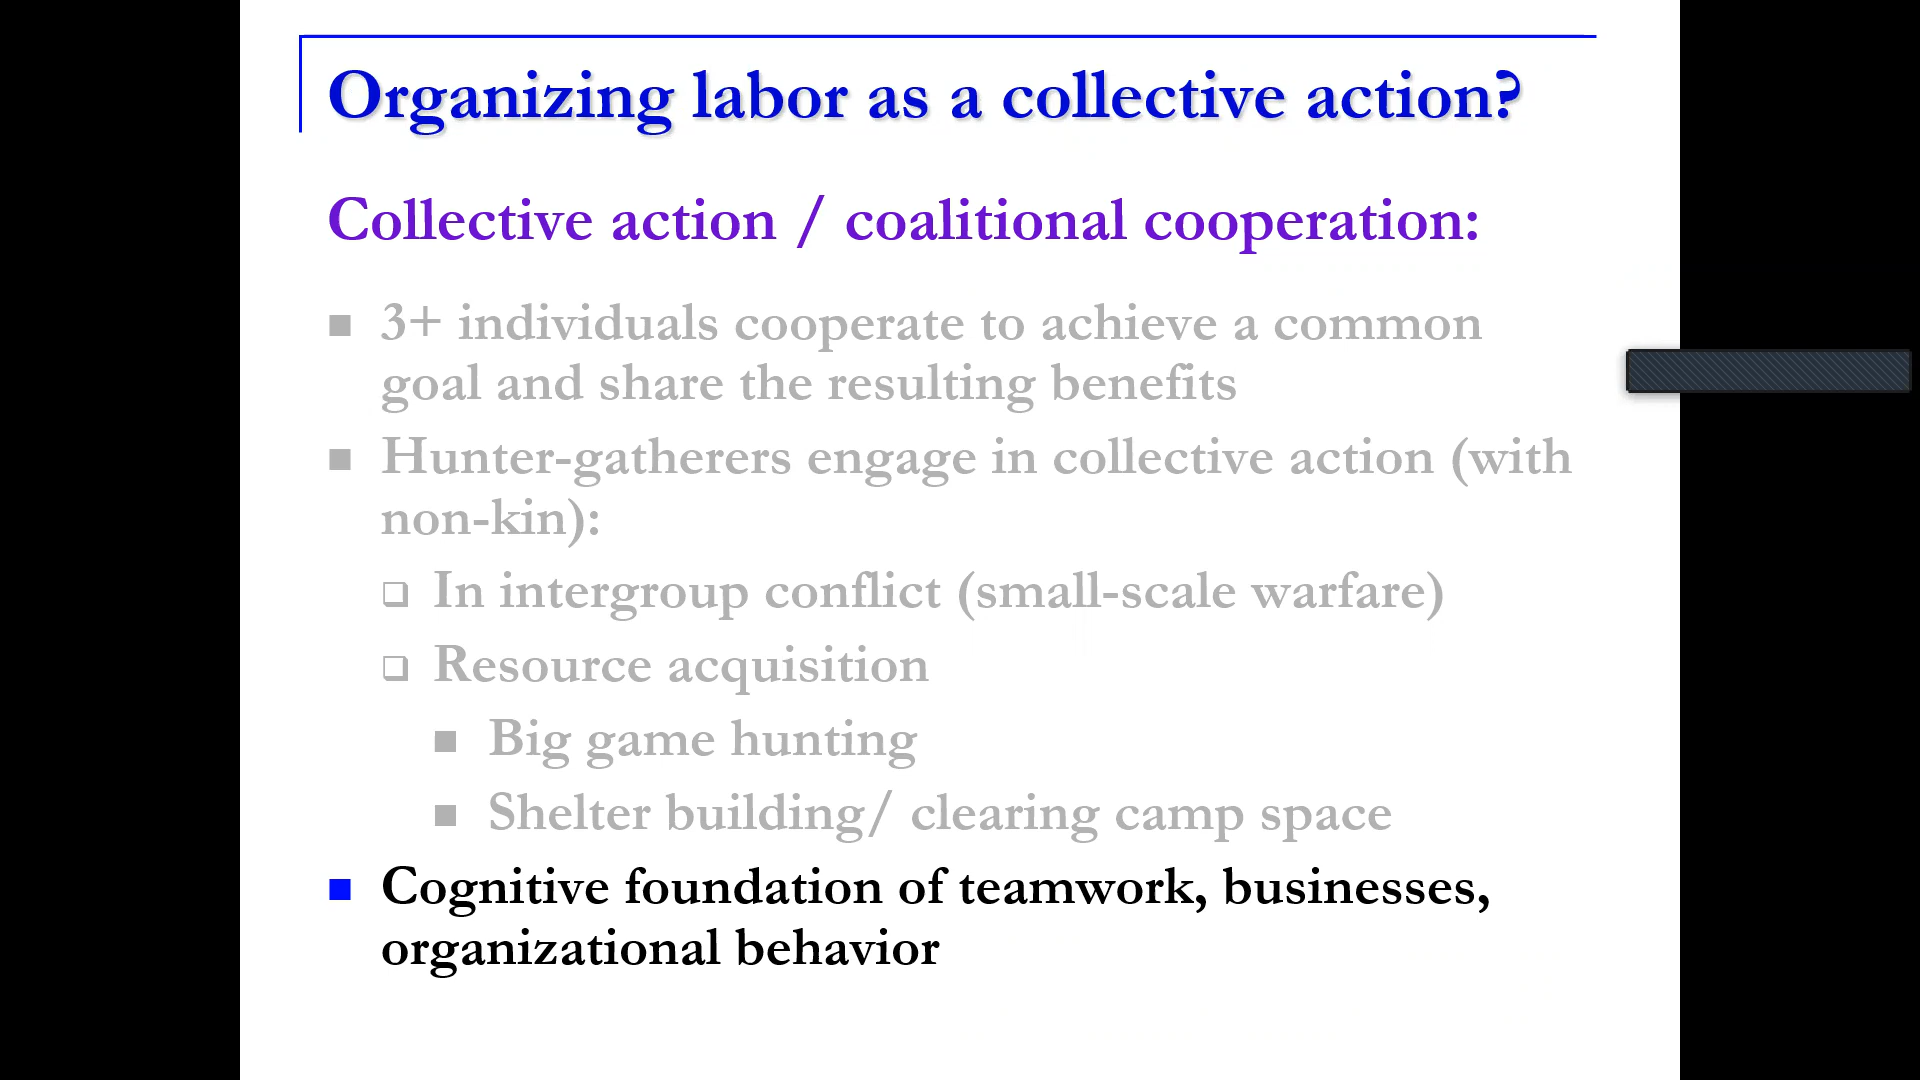 Organizing labor as a collective action?
Collective action / coalitional cooperation:
3+ individuals cooperate to achieve a common
goal and share the resulting benefits
Hunter-gatherers engage in collective action (with
non-kin):
In intergroup conflict (small-scale warfare)
Resource acquisition
Big game hunting
Shelter building/ clearing camp space
Cognitive foundation of teamwork, businesses,
organizational behavior